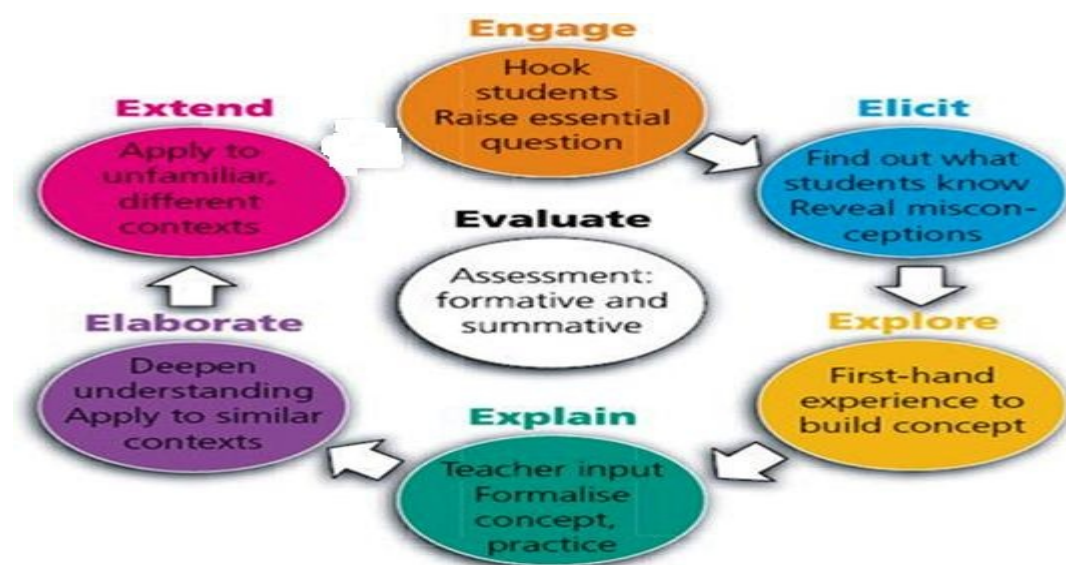 Engage
Hook
students
Raise essential
question
Elicit
Find out what
students know
Reveal miscon-
ceptions
Explore
First-hand
experience to
build concept
Explain
Teacher input
Formalise
concept,
practice
Elaborate
Deepen
understanding
Apply to similar
contexts
Extend
Apply to
unfamiliar,
different
contexts
Evaluate
Assessment:
formative and
summative